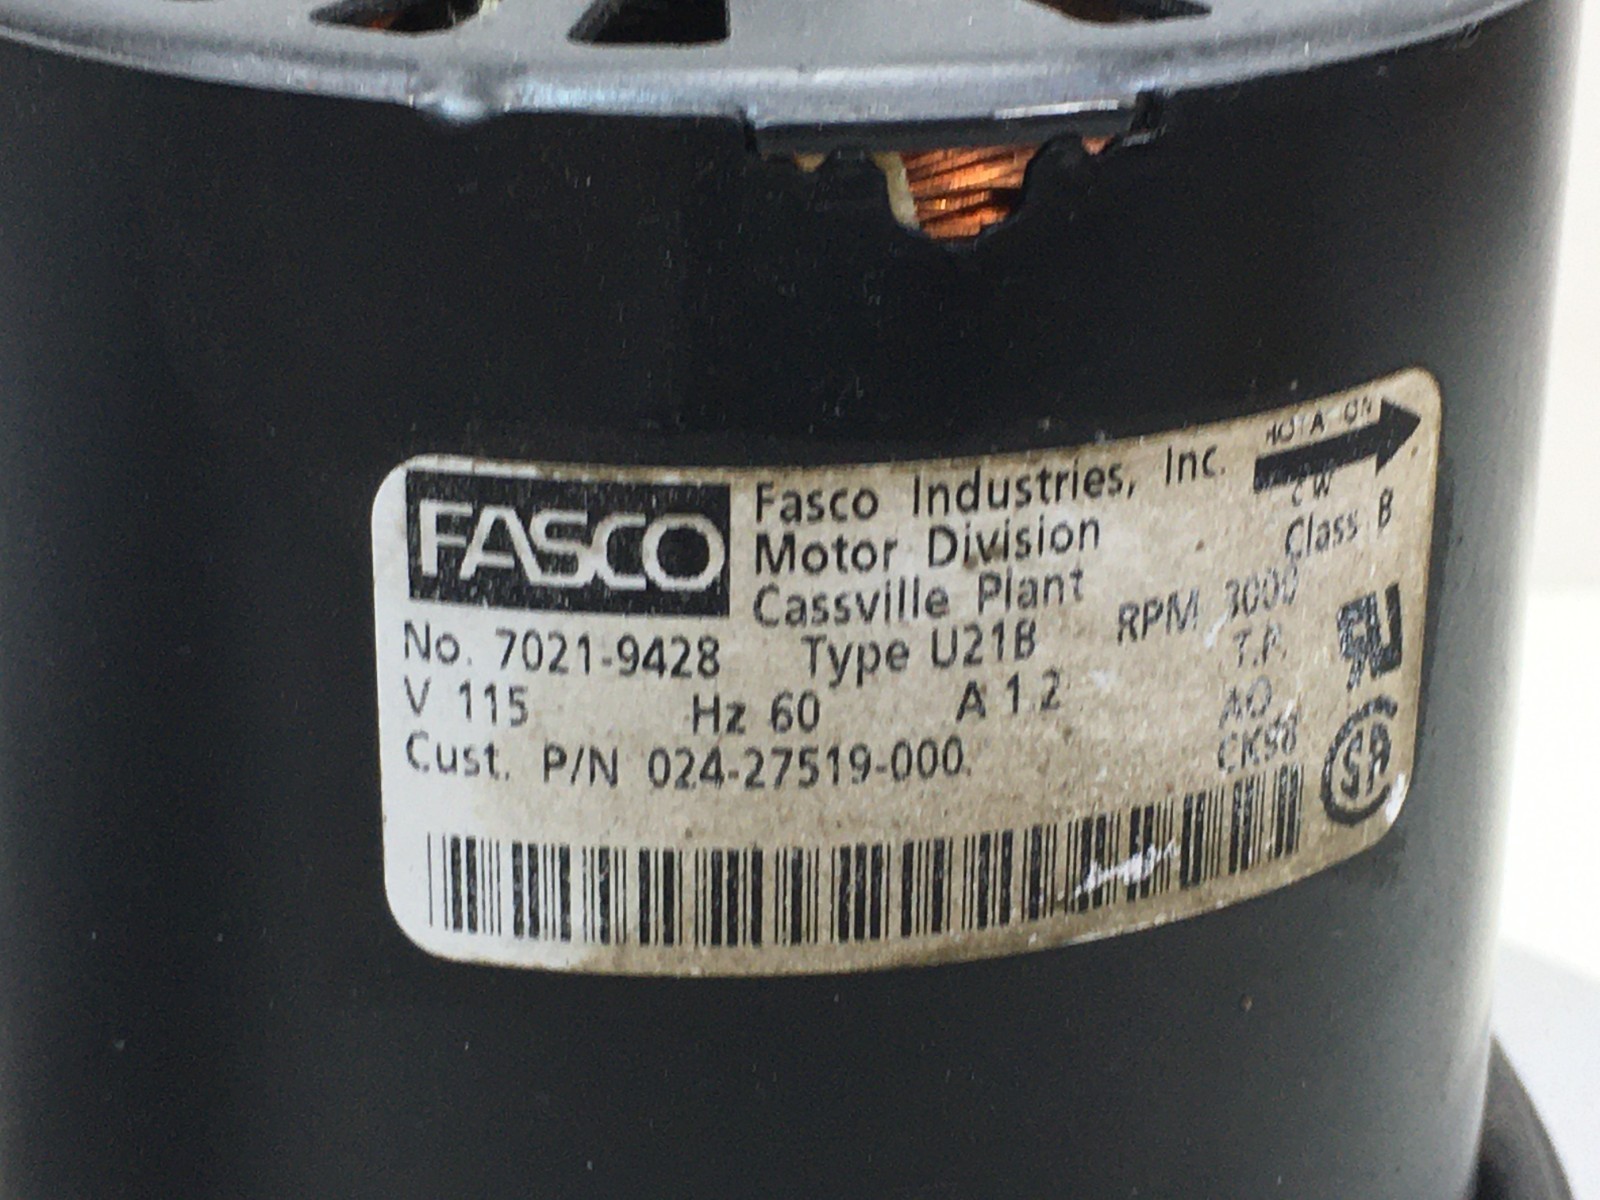 FASCO
Fasco Industries, Inc.
Motor Division
Cassville Plant
ROTATION
CW
Class B
No. 7021-9428 Type U21B RPM 3000
T.P.
V 115 Hz 60 A 1.2 AO
Cust. P/N 024-27519-000 CK98